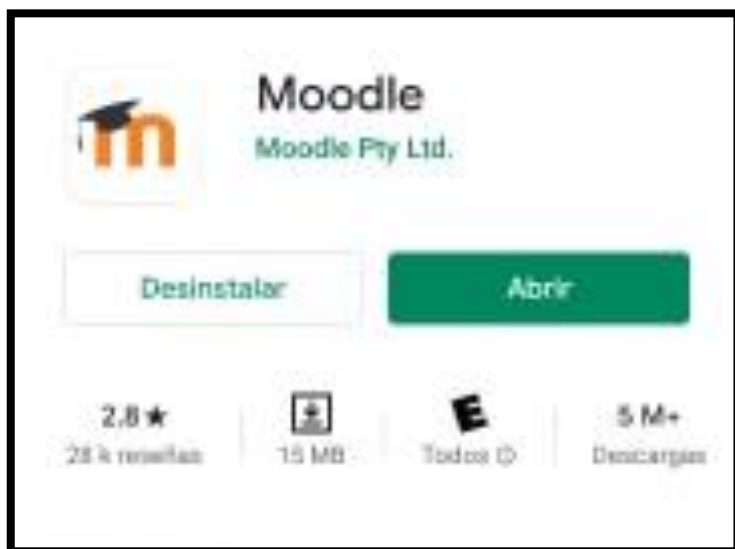 Moodle
Moodle Pty Ltd.
Desinstalar
Abrir
2.8★
28 k reseñas
15 MB
E
Todos
5 M+
Descargas